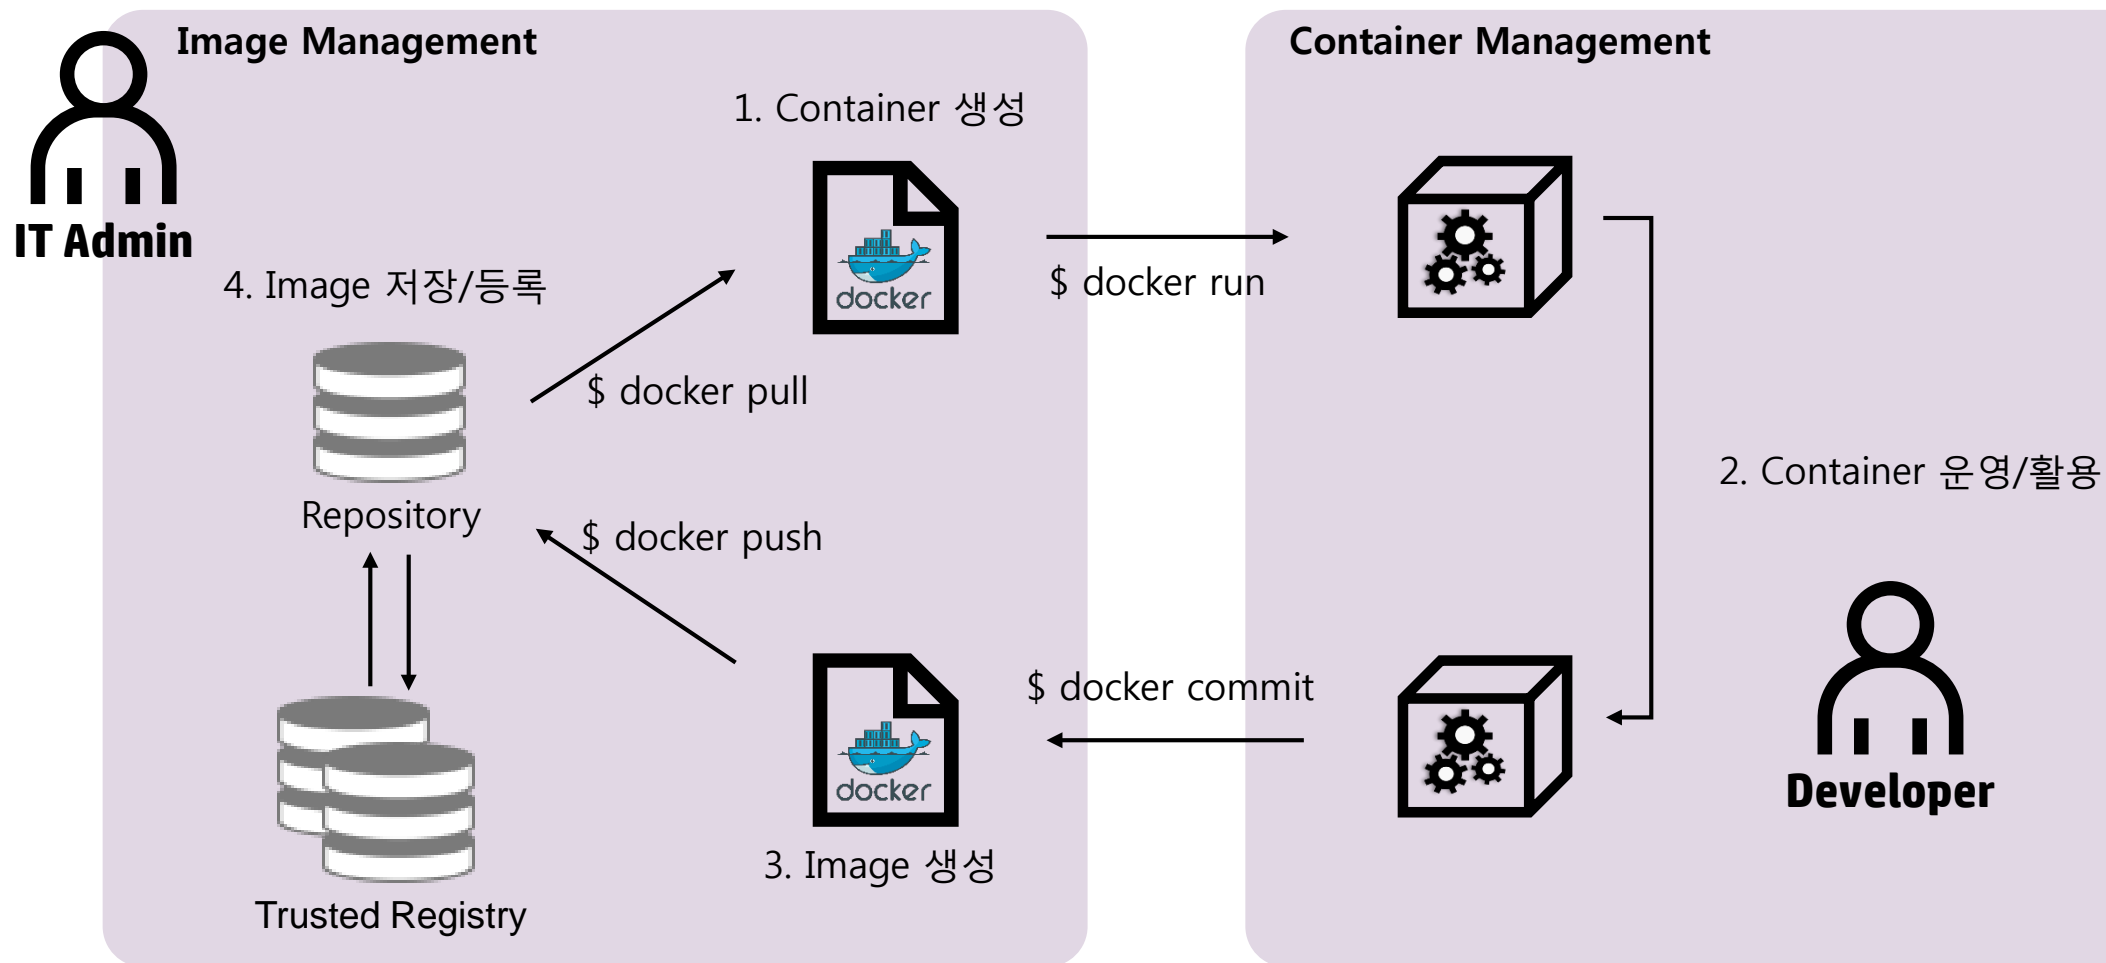 Image Management
Container Management
1. Container 생성
IT Admin
4. Image 저장/등록
docker
$ docker run
$ docker pull
2. Container 운영/활용
Repository
$ docker push
$ docker commit
docker
Developer
3. Image 생성
Trusted Registry